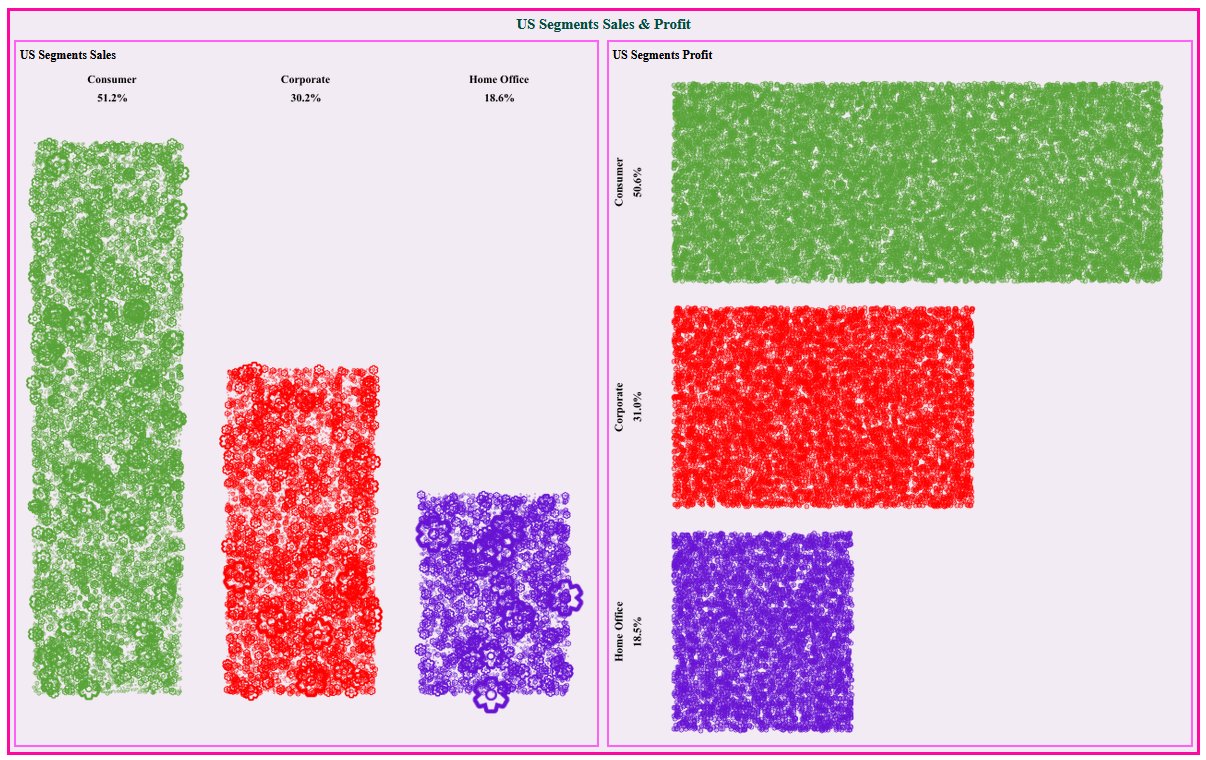 US Segments Sales & Profit
US Segments Sales
Consumer
51.2%
Corporate
30.2%
Home Office
18.6%
US Segments Profit
Consumer
50.6%
Corporate
31.0%
Home Office
18.5%